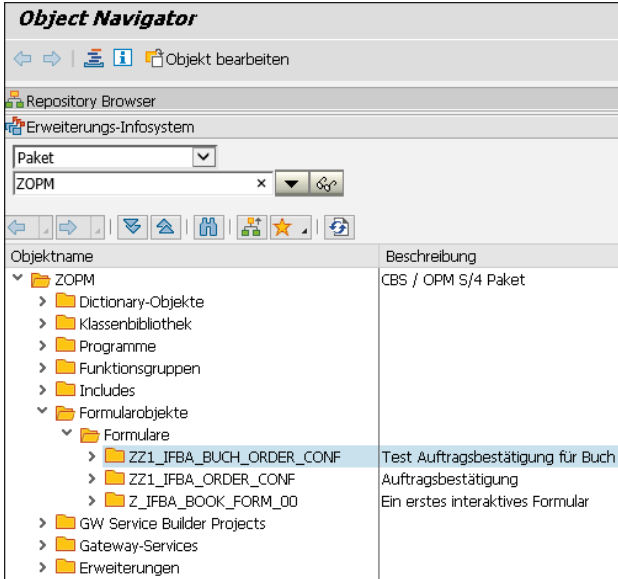 Object Navigator
Objekt bearbeiten
Repository Browser
Erweiterungs-Infosystem
Paket
ZOPM
Objektname Beschreibung
ZOPM CBS / OPM S/4 Paket
Dictionary-Objekte
Klassenbibliothek
Programme
Funktionsgruppen
Includes
Formularobjekte
Formulare
ZZ1_IFBA_BUCH_ORDER_CONF Test Auftragsbestätigung für Buch
ZZ1_IFBA_ORDER_CONF Auftragsbestätigung
Z_IFBA_BOOK_FORM_00 Ein erstes interaktives Formular
GW Service Builder Projects
Gateway-Services
Erweiterungen